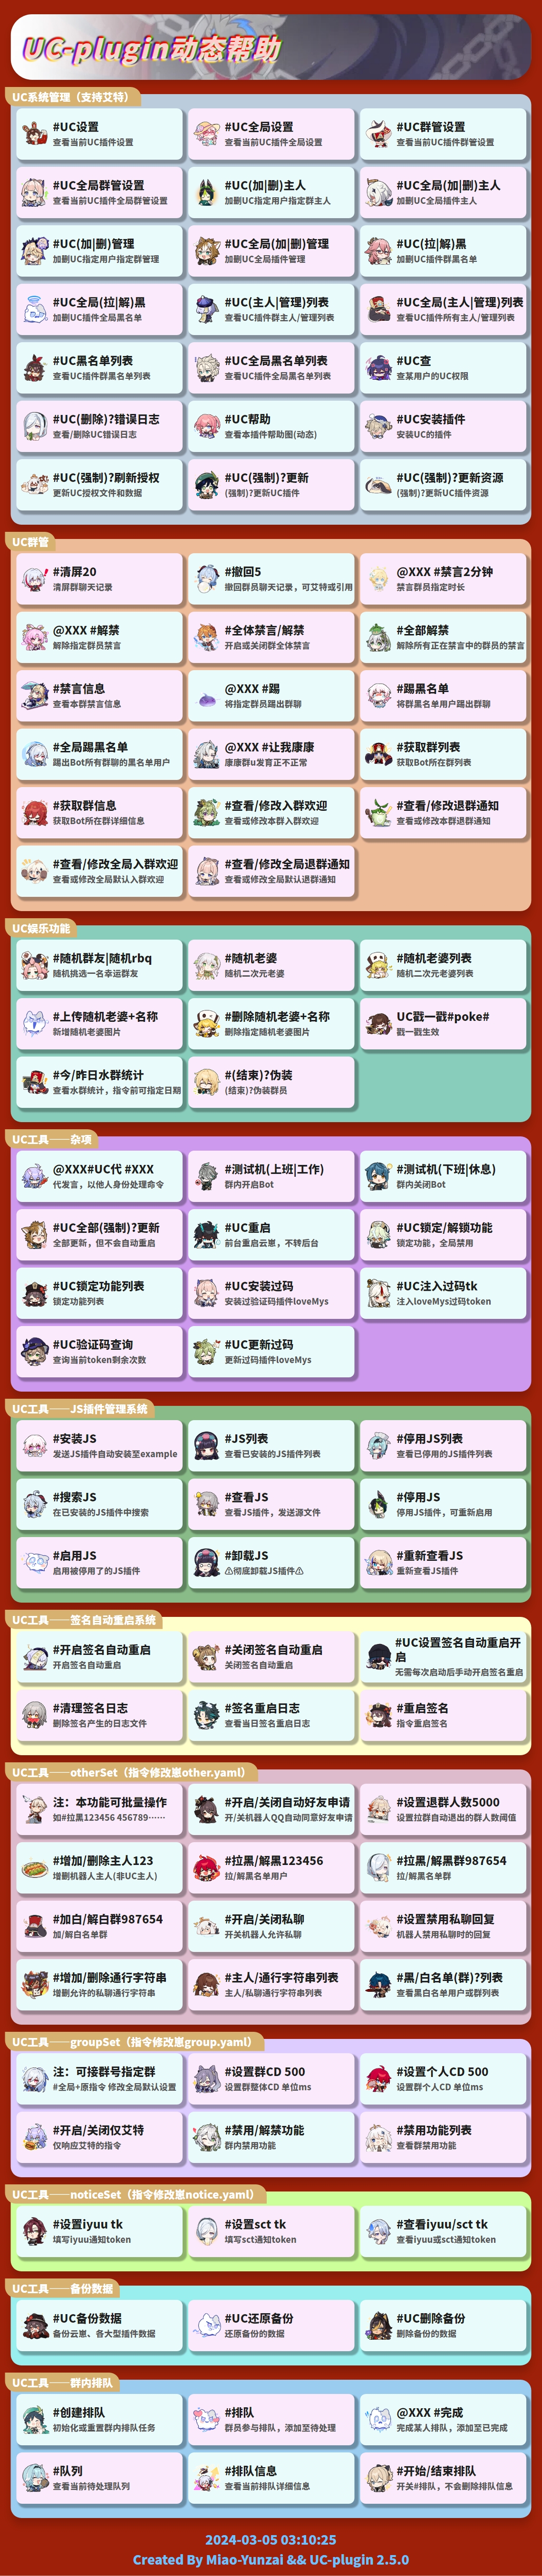 UC-plugin动态帮助
UC系统管理（支持艾特）
#UC设置
查看当前UC插件设置
#UC全局设置
查看当前UC插件全局设置
#UC群管设置
查看当前UC插件群管设置
#UC全局群管设置
查看当前UC插件全局群管设置
#UC(加|删)主人
加删UC指定用户指定群主人
#UC全局(加|删)主人
加删UC全局插件主人
#UC(加|删)管理
加删UC指定用户指定群管理
#UC全局(加|删)管理
加删UC全局插件管理
#UC(拉|解)黑
加删UC插件群黑名单
#UC全局(拉|解)黑
加删UC插件全局黑名单
#UC(主人|管理)列表
查看UC插件群主人/管理列表
#UC全局(主人|管理)列表
查看UC插件所有主人/管理列表
#UC黑名单列表
查看UC插件群黑名单列表
#UC全局黑名单列表
查看UC插件全局黑名单列表
#UC查
查某用户的UC权限
#UC(删除)?错误日志
查看/删除UC错误日志
#UC帮助
查看本插件帮助图(动态)
#UC安装插件
安装UC的插件
#UC(强制)?刷新授权
更新UC授权文件和数据
#UC(强制)?更新
(强制)?更新UC插件
#UC(强制)?更新资源
(强制)?更新UC插件资源
UC群管
#清屏20
清屏群聊天记录
#撤回5
撤回群员聊天记录，可艾特或引用
@XXX #禁言2分钟
禁言群员指定时长
@XXX #解禁
解除指定群员禁言
#全体禁言/解禁
开启或关闭群全体禁言
#全部解禁
解除所有正在禁言中的群员的禁言
#禁言信息
查看本群禁言信息
@XXX #踢
将指定群员踢出群聊
#踢黑名单
将群黑名单用户踢出群聊
#全局踢黑名单
踢出Bot所有群聊的黑名单用户
@XXX #让我康康
康康群u发育正不正常
#获取群列表
获取Bot所在群列表
#获取群信息
获取Bot所在群详细信息
#查看/修改入群欢迎
查看或修改本群入群欢迎
#查看/修改退群通知
查看或修改本群退群通知
#查看/修改全局入群欢迎
查看或修改全局默认入群欢迎
#查看/修改全局退群通知
查看或修改全局默认退群通知
UC娱乐功能
#随机群友|随机rbq
随机挑选一名幸运群友
#随机老婆
随机二次元老婆
#随机老婆列表
随机二次元老婆列表
#上传随机老婆+名称
新增随机老婆图片
#删除随机老婆+名称
删除指定随机老婆图片
UC戳一戳#poke#
戳一戳生效
#今/昨日水群统计
查看水群统计，指令前可指定日期
#(结束)?伪装
(结束)?伪装群员
UC工具——杂项
@XXX#UC代 #XXX
代发言，以他人身份处理命令
#测试机(上班|工作)
群内开启Bot
#测试机(下班|休息)
群内关闭Bot
#UC全部(强制)?更新
全部更新，但不会自动重启
#UC重启
前台重启云崽，不转后台
#UC锁定/解锁功能
锁定功能，全局禁用
#UC锁定功能列表
锁定功能列表
#UC安装过码
安装过验证码插件loveMys
#UC注入过码tk
注入loveMys过码token
#UC验证码查询
查询当前token剩余次数
#UC更新过码
更新过码插件loveMys
UC工具——JS插件管理系统
#安装JS
发送JS插件自动安装至example
#JS列表
查看已安装的JS插件列表
#停用JS列表
查看已停用的JS插件列表
#搜索JS
在已安装的JS插件中搜索
#查看JS
查看JS插件，发送源文件
#停用JS
停用JS插件，可重新启用
#启用JS
启用被停用了的JS插件
#卸载JS
⚠彻底卸载JS插件⚠
#重新查看JS
重新查看JS插件
UC工具——签名自动重启系统
#开启签名自动重启
开启签名自动重启
#关闭签名自动重启
关闭签名自动重启
#UC设置签名自动重启开
启
无需每次启动后手动开启签名重启
#清理签名日志
删除签名产生的日志文件
#签名重启日志
查看当日签名重启日志
#重启签名
指令重启签名
UC工具——otherSet（指令修改崽other.yaml）
注：本功能可批量操作
如#拉黑123456 456789……
#开启/关闭自动好友申请
开/关机器人QQ自动同意好友申请
#设置退群人数5000
设置拉群自动退出的群人数阈值
#增加/删除主人123
增删机器人主人(非UC主人)
#拉黑/解黑123456
拉/解黑名单用户
#拉黑/解黑群987654
拉/解黑名单群
#加白/解白群987654
加/解白名单群
#开启/关闭私聊
开关机器人允许私聊
#设置禁用私聊回复
机器人禁用私聊时的回复
#增加/删除通行字符串
增删允许的私聊通行字符串
#主人/通行字符串列表
主人/私聊通行字符串列表
#黑/白名单(群)?列表
查看黑白名单用户或群列表
UC工具——groupSet（指令修改崽group.yaml）
注：可接群号指定群
#全局+原指令 修改全局默认设置
#设置群CD 500
设置群整体CD 单位ms
#设置个人CD 500
设置群个人CD 单位ms
#开启/关闭仅艾特
仅响应艾特的指令
#禁用/解禁功能
群内禁用功能
#禁用功能列表
查看群禁用功能
UC工具——noticeSet（指令修改崽notice.yaml）
#设置iyuu tk
填写iyuu通知token
#设置sct tk
填写sct通知token
#查看iyuu/sct tk
查看iyuu或sct通知token
UC工具——备份数据
#UC备份数据
备份云崽、各大型插件数据
#UC还原备份
还原备份的数据
#UC删除备份
删除备份的数据
UC工具——群内排队
#创建排队
初始化或重置群内排队任务
#排队
群员参与排队，添加至待处理
@XXX #完成
完成某人排队，添加至已完成
#队列
查看当前待处理队列
#排队信息
查看当前排队详细信息
#开始/结束排队
开关#排队，不会删除排队信息
2024-03-05 03:10:25
Created By Miao-Yunzai && UC-plugin 2.5.0